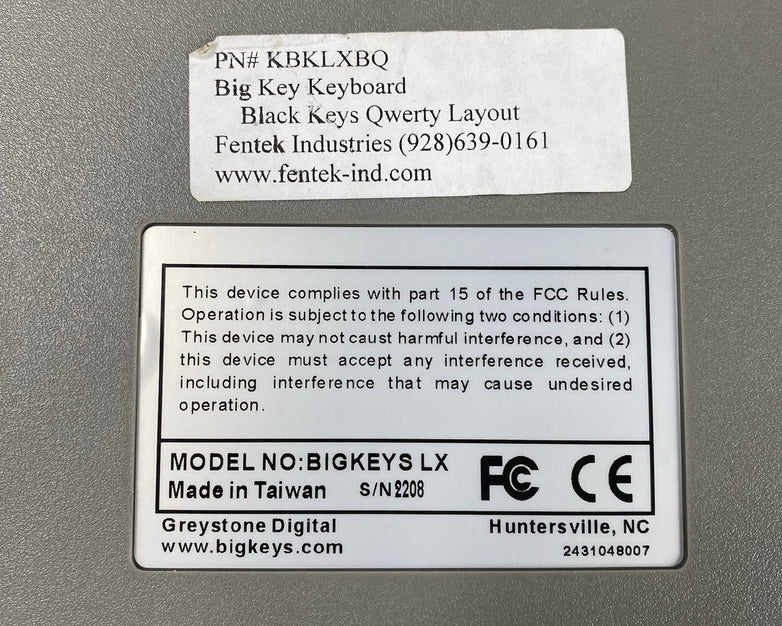 PN# KBKLXBQ
Big Key Keyboard
Black Keys Qwerty Layout
Fentek Industries (928)639-0161
www.fentek-ind.com
This device complies with part 15 of the FCC Rules.
Operation is subject to the following two conditions: (1)
This device may not caust harmful interference, and (2)
this device must accept any interference received,
including interference that may cause undesired
operation.
MODEL NO:BIGKEYS LX
Made in Taiwan S/N 2208
FC CE
Greystone Digital Huntersville, NC
www.bigkeys.com 2431048007